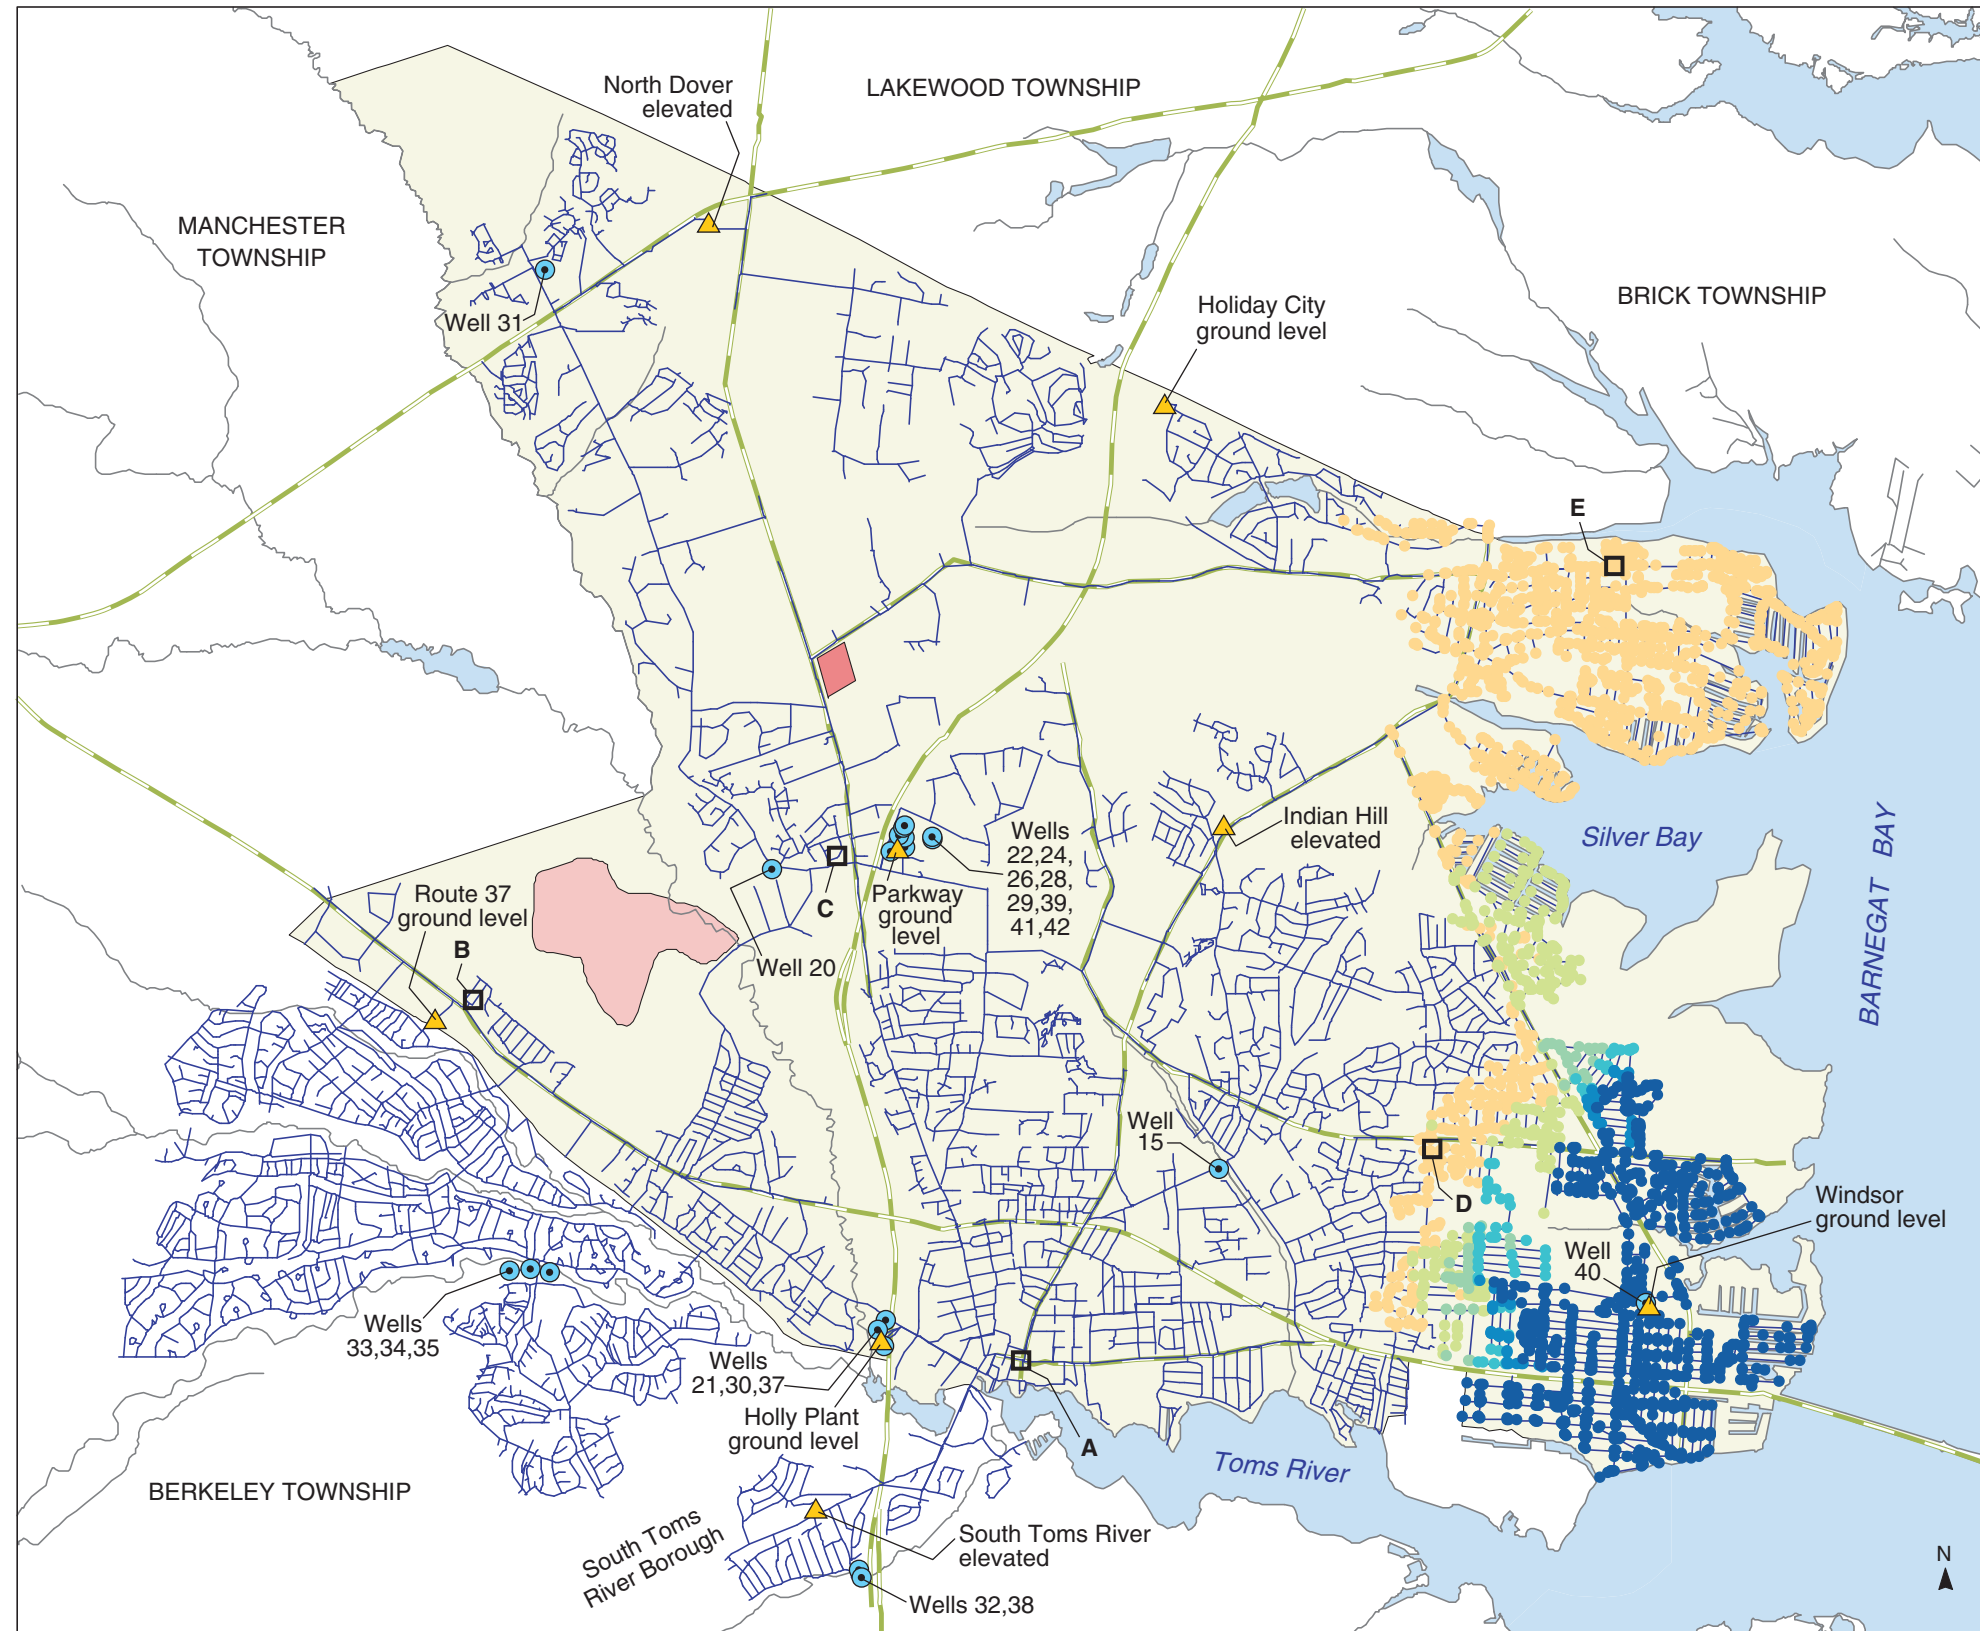 North Dover
elevated
LAKEWOOD TOWNSHIP
MANCHESTER
TOWNSHIP
Well 31
Holiday City
ground level
BRICK TOWNSHIP
E
Indian Hill
elevated
Silver Bay
BARNEGAT BAY
Wells
22,24,
26,28,
29,39,
41,42
Parkway
ground
level
C
Well 20
Route 37
ground level
B
Well
15
D
Windsor
ground level
Well
40
Wells
33,34,35
Wells
21,30,37
Holly Plant
ground level
A
Toms River
BERKELEY TOWNSHIP
South Toms
River Borough
South Toms River
elevated
Wells 32,38
N